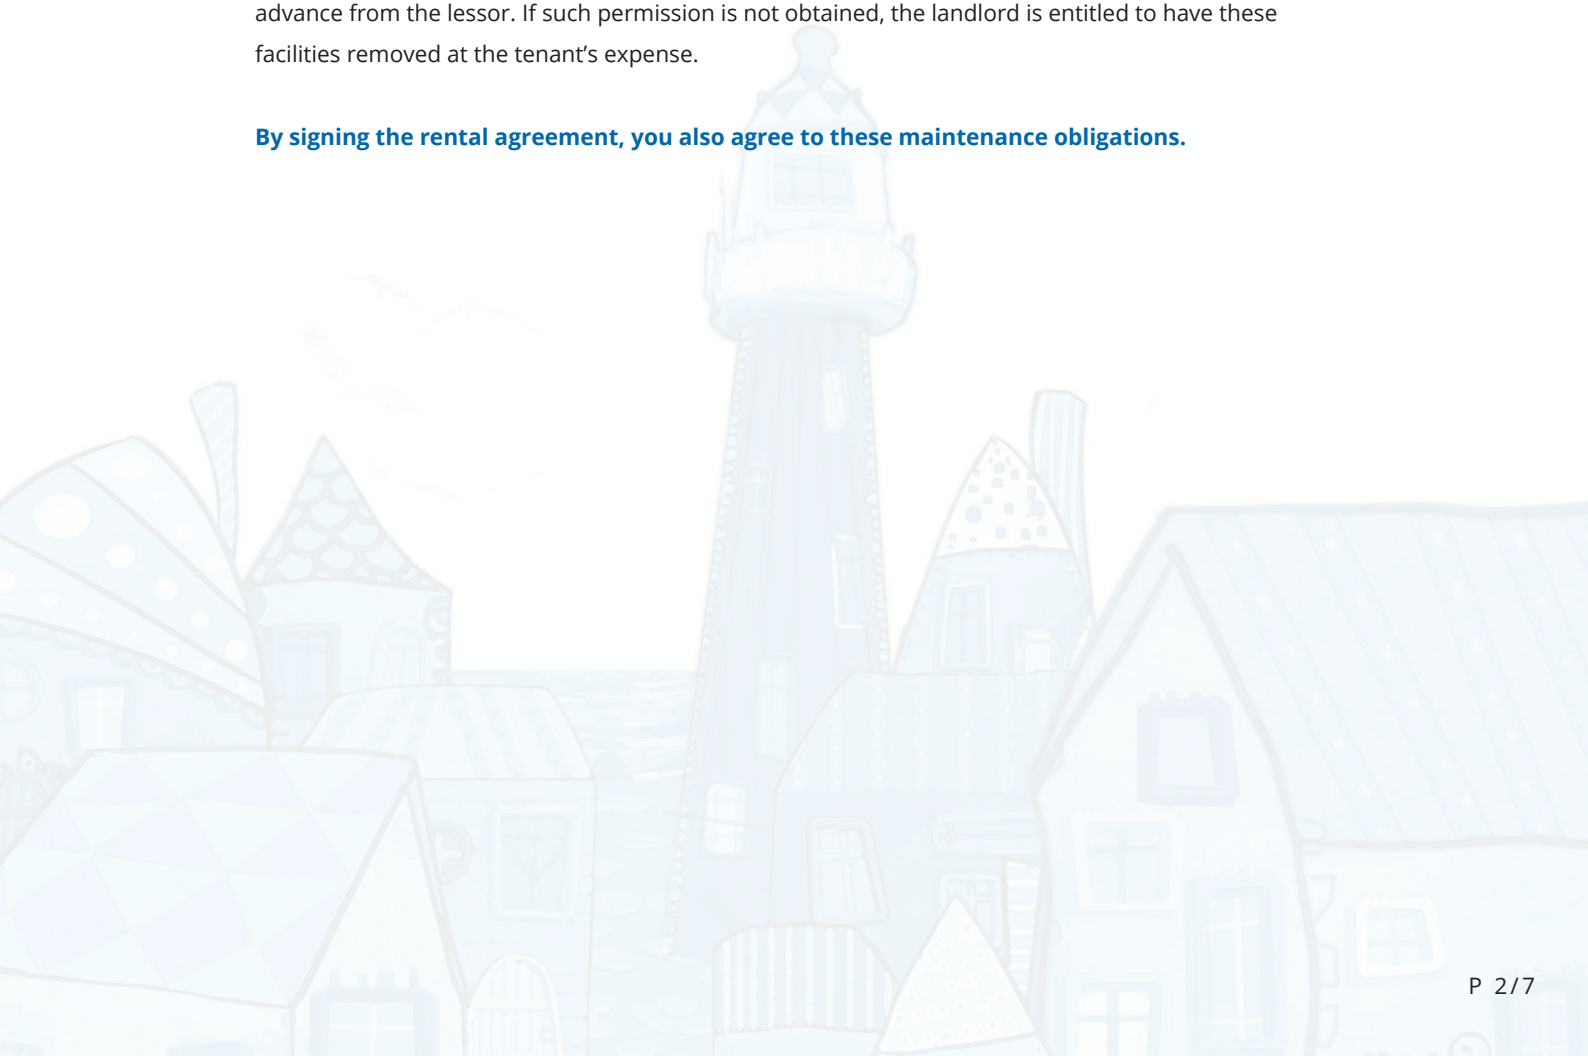 advance from the lessor. If such permission is not obtained, the landlord is entitled to have these
facilities removed at the tenant’s expense.
By signing the rental agreement, you also agree to these maintenance obligations.
P 2/7